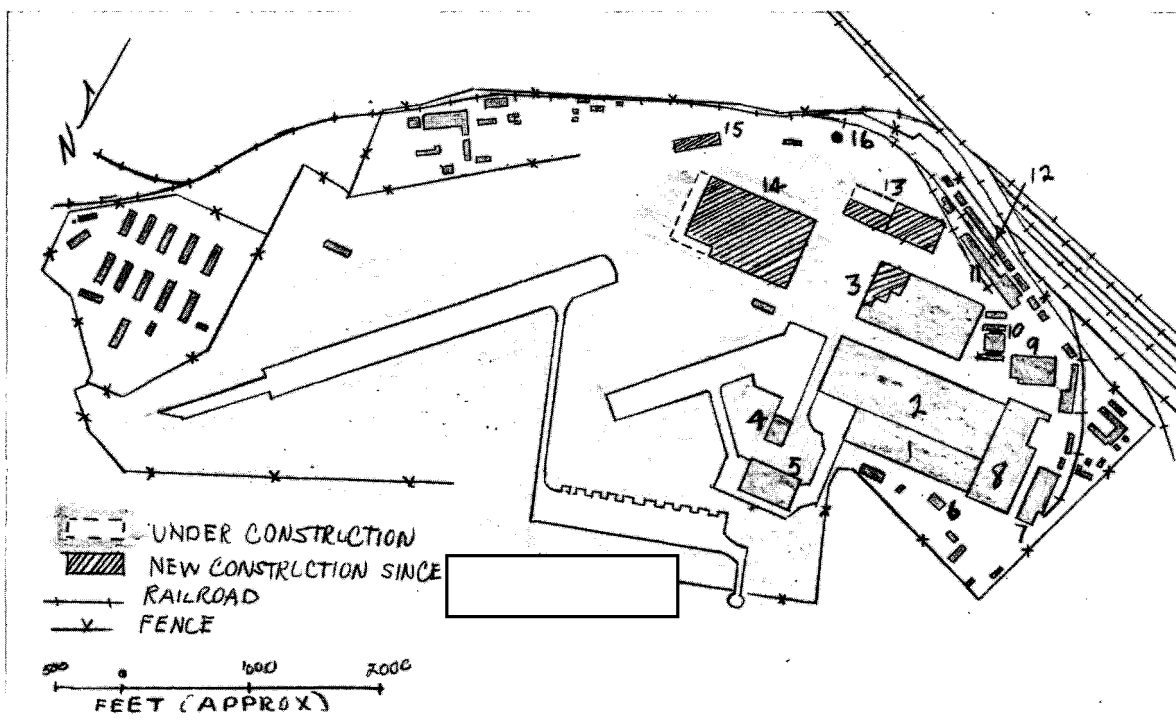 N
15
16
14
13
12
3
11
10
9
2
4
1
5
8
6
7
UNDER CONSTRUCTION
NEW CONSTRUCTION SINCE
RAILROAD
FENCE
500 0 1000 2000
FEET (APPROX)